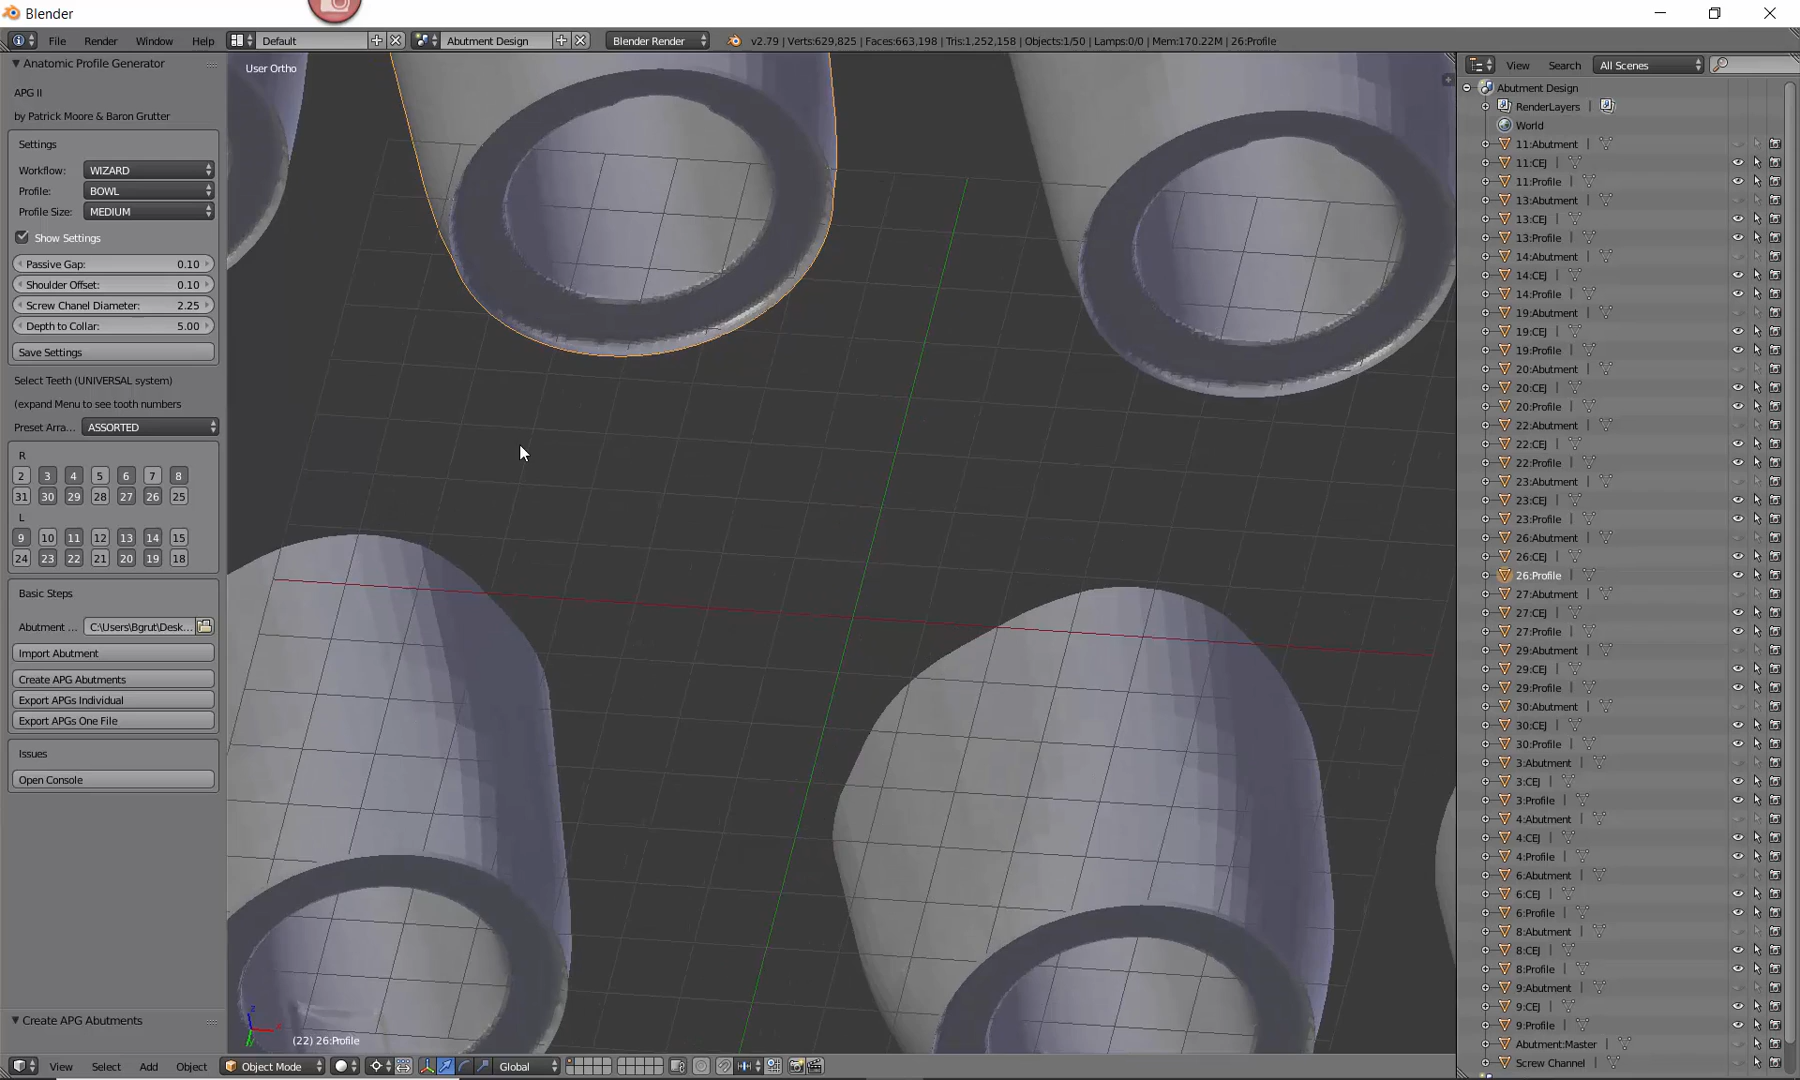 Blender
File Render Window Help Default Abutment Design Blender Render v2.79 | Verts:629,825 | Faces:663,198 | Tris:1,252,158 | Objects:1/50 | Lamps:0/0 | Mem:170.22M | 26:Profile
Anatomic Profile Generator
APG II
by Patrick Moore & Baron Grutter
Settings
Workflow: WIZARD
Profile: BOWL
Profile Size: MEDIUM
Show Settings
Passive Gap: 0.10
Shoulder Offset: 0.10
Screw Chanel Diameter: 2.25
Depth to Collar: 5.00
Save Settings
Select Teeth (UNIVERSAL system)
(expand Menu to see tooth numbers
Preset Arra... ASSORTED
R
2 3 4 5 6 7 8
31 30 29 28 27 26 25
L
9 10 11 12 13 14 15
24 23 22 21 20 19 18
Basic Steps
Abutment ... C:\Users\Bgrut\Desk...
Import Abutment
Create APG Abutments
Export APGs Individual
Export APGs One File
Issues
Open Console
Create APG Abutments
User Ortho
z
(22) 26:Profile
View Select Add Object Object Mode Global
View Search All Scenes
Abutment Design
RenderLayers
World
11:Abutment
11:CEJ
11:Profile
13:Abutment
13:CEJ
13:Profile
14:Abutment
14:CEJ
14:Profile
19:Abutment
19:CEJ
19:Profile
20:Abutment
20:CEJ
20:Profile
22:Abutment
22:CEJ
22:Profile
23:Abutment
23:CEJ
23:Profile
26:Abutment
26:CEJ
26:Profile
27:Abutment
27:CEJ
27:Profile
29:Abutment
29:CEJ
29:Profile
30:Abutment
30:CEJ
30:Profile
3:Abutment
3:CEJ
3:Profile
4:Abutment
4:CEJ
4:Profile
6:Abutment
6:CEJ
6:Profile
8:Abutment
8:CEJ
8:Profile
9:Abutment
9:CEJ
9:Profile
Abutment:Master
Screw Channel